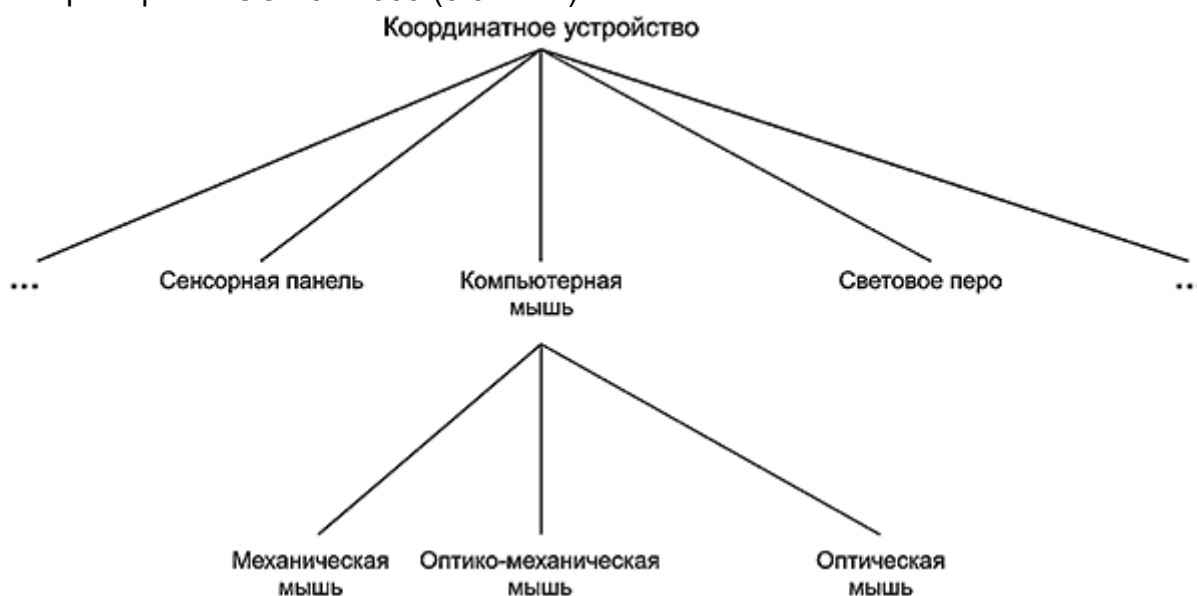 Координатное устройство
... Сенсорная панель Компьютерная Световое перо ...
мышь
Механическая Оптико-механическая Оптическая
мышь мышь мышь